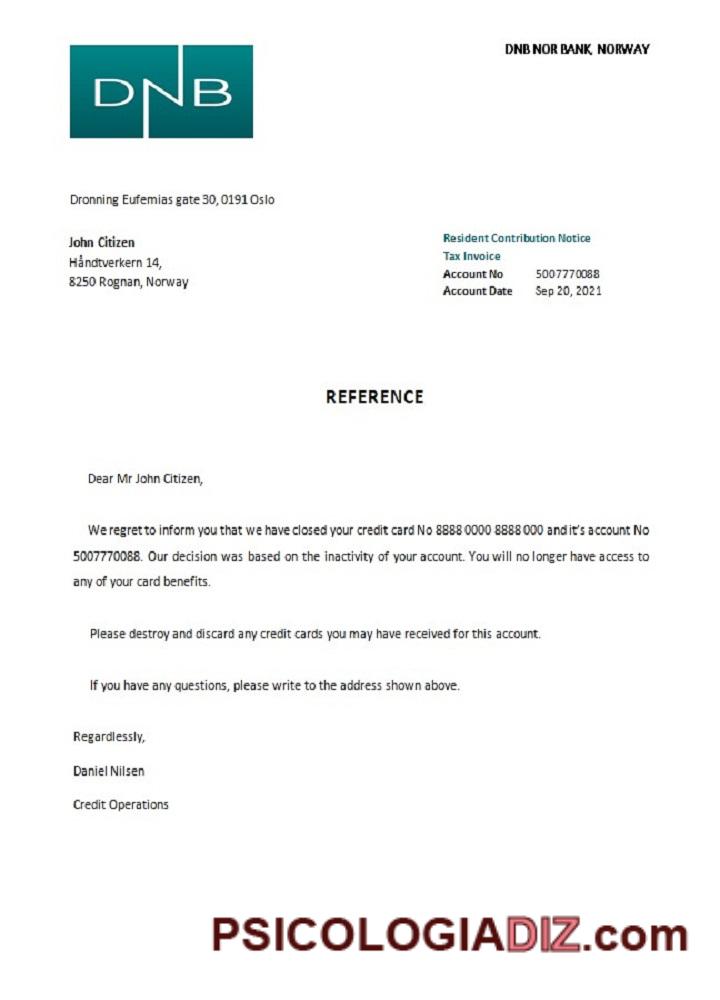 DNB
DNB NOR BANK, NORWAY
Dronning Eufemias gate 30, 0191 Oslo
John Citizen
Håndtverkern 14,
8250 Rognan, Norway
Resident Contribution Notice
Tax Invoice
Account No 5007770088
Account Date Sep 20, 2021
REFERENCE
Dear Mr John Citizen,
We regret to inform you that we have closed your credit card No 8888 0000 8888 000 and it's account No
5007770088. Our decision was based on the inactivity of your account. You will no longer have access to
any of your card benefits.
Please destroy and discard any credit cards you may have received for this account.
If you have any questions, please write to the address shown above.
Regardlessly,
Daniel Nilsen
Credit Operations
PSICOLOGIADIZ.com